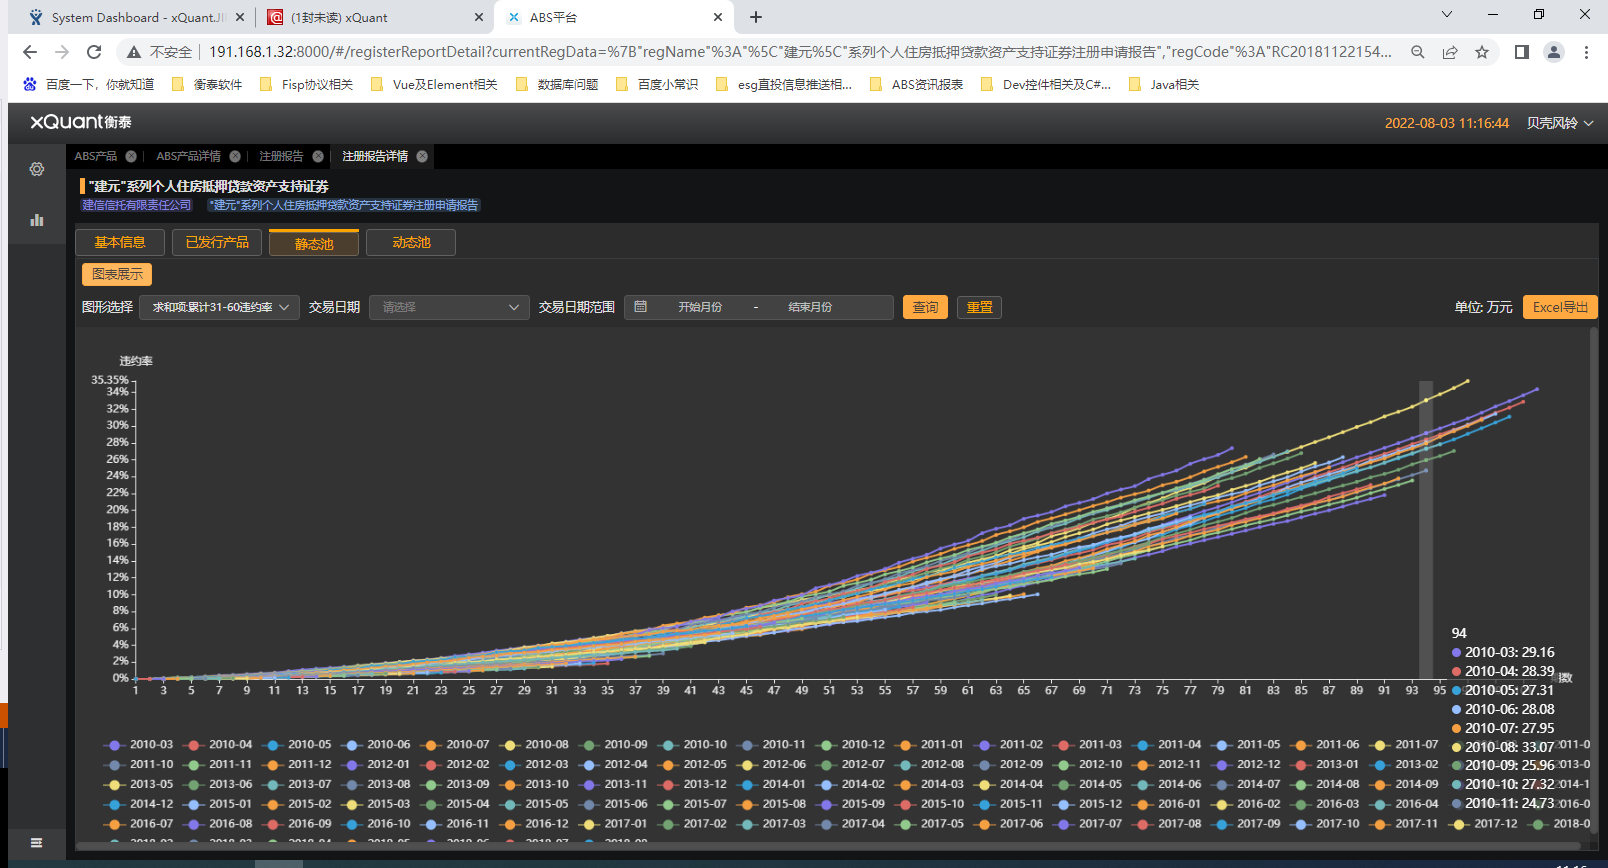 System Dashboard - xQuant.JI
(1封未读) xQuant
ABS平台
不安全 191.168.1.32:8000/#/registerReportDetail?currentRegData=%7B"regName"%3A"%5C"建元%5C"系列个人住房抵押贷款资产支持证券注册申请报告","regCode"%3A"RC20181122154...
百度一下，你就知道 衡泰软件 Fisp协议相关 Vue及Element相关 数据库问题 百度小常识 esg直投信息推送相... ABS资讯报表 Dev控件相关及C#... Java相关
xQuant衡泰 2022-08-03 11:16:44 贝壳风铃
ABS产品 ABS产品详情 注册报告 注册报告详情
"建元"系列个人住房抵押贷款资产支持证券
建信信托有限责任公司 "建元"系列个人住房抵押贷款资产支持证券注册申请报告
基本信息 已发行产品 静态池 动态池
图表展示
图形选择 求和项:累计31-60违约率 交易日期 请选择 交易日期范围 开始月份 - 结束月份 查询 重置 单位: 万元 Excel导出
违约率
35.35%
34%
32%
30%
28%
26%
24%
22%
20%
18%
16%
14%
12%
10%
8%
6%
4%
2%
0%
1 3 5 7 9 11 13 15 17 19 21 23 25 27 29 31 33 35 37 39 41 43 45 47 49 51 53 55 57 59 61 63 65 67 69 71 73 75 77 79 81 83 85 87 89 91 93 95 数
94
2010-03: 29.16
2010-04: 28.39
2010-05: 27.31
2010-06: 28.08
2010-07: 27.95
2010-08: 33.07
2010-09: 25.96
2010-10: 27.32
2010-11: 24.73
2010-03 2010-04 2010-05 2010-06 2010-07 2010-08 2010-09 2010-10 2010-11 2010-12 2011-01 2011-02 2011-03 2011-04 2011-05 2011-06 2011-07 2011-0
2011-10 2011-11 2011-12 2012-01 2012-02 2012-03 2012-04 2012-05 2012-06 2012-07 2012-08 2012-09 2012-10 2012-11 2012-12 2013-01 2013-02 2013-0
2013-05 2013-06 2013-07 2013-08 2013-09 2013-10 2013-11 2013-12 2014-01 2014-02 2014-03 2014-04 2014-05 2014-06 2014-07 2014-08 2014-09 2014-1
2014-12 2015-01 2015-02 2015-03 2015-04 2015-05 2015-06 2015-07 2015-08 2015-09 2015-10 2015-11 2015-12 2016-01 2016-02 2016-03 2016-04 2016-0
2016-07 2016-08 2016-09 2016-10 2016-11 2016-12 2017-01 2017-02 2017-03 2017-04 2017-05 2017-06 2017-07 2017-08 2017-09 2017-10 2017-11 2017-12 2018-0